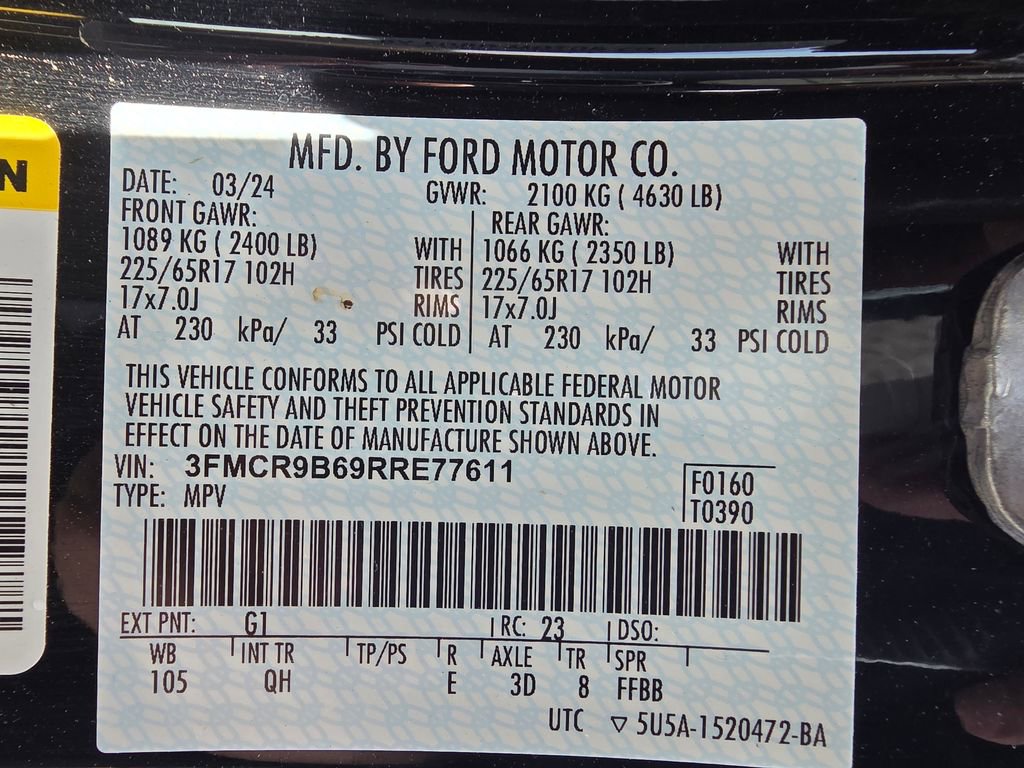 N
MFD. BY FORD MOTOR CO.
DATE: 03/24 GVWR: 2100 KG ( 4630 LB)
FRONT GAWR: REAR GAWR:
1089 KG ( 2400 LB) WITH 1066 KG ( 2350 LB) WITH
225/65R17 102H TIRES 225/65R17 102H TIRES
17x7.0J RIMS 17x7.0J RIMS
AT 230 kPa/ 33 PSI COLD AT 230 kPa/ 33 PSI COLD
THIS VEHICLE CONFORMS TO ALL APPLICABLE FEDERAL MOTOR
VEHICLE SAFETY AND THEFT PREVENTION STANDARDS IN
EFFECT ON THE DATE OF MANUFACTURE SHOWN ABOVE.
VIN: 3FMCR9B69RRE77611
TYPE: MPV
F0160
T0390
EXT PNT: G1 RC: 23 DSO:
WB INT TR TP/PS R AXLE TR SPR
105 QH E 3D 8 FFBB
UTC ▽ 5U5A-1520472-BA